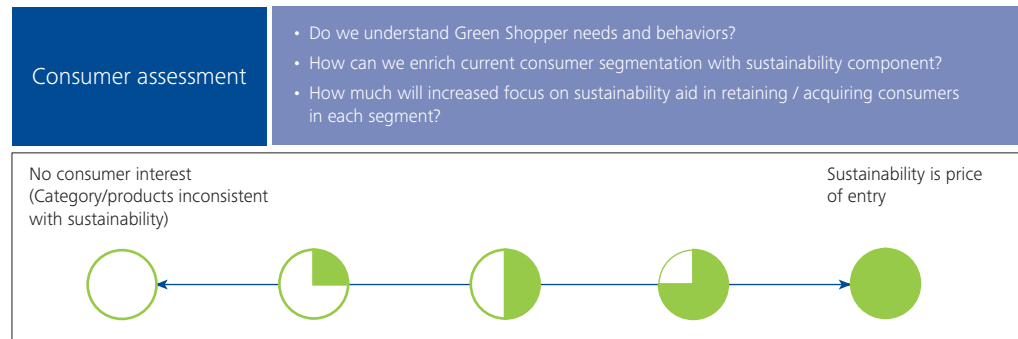 Consumer assessment
• Do we understand Green Shopper needs and behaviors?
• How can we enrich current consumer segmentation with sustainability component?
• How much will increased focus on sustainability aid in retaining / acquiring consumers
in each segment?
No consumer interest
(Category/products inconsistent
with sustainability)
Sustainability is price
of entry